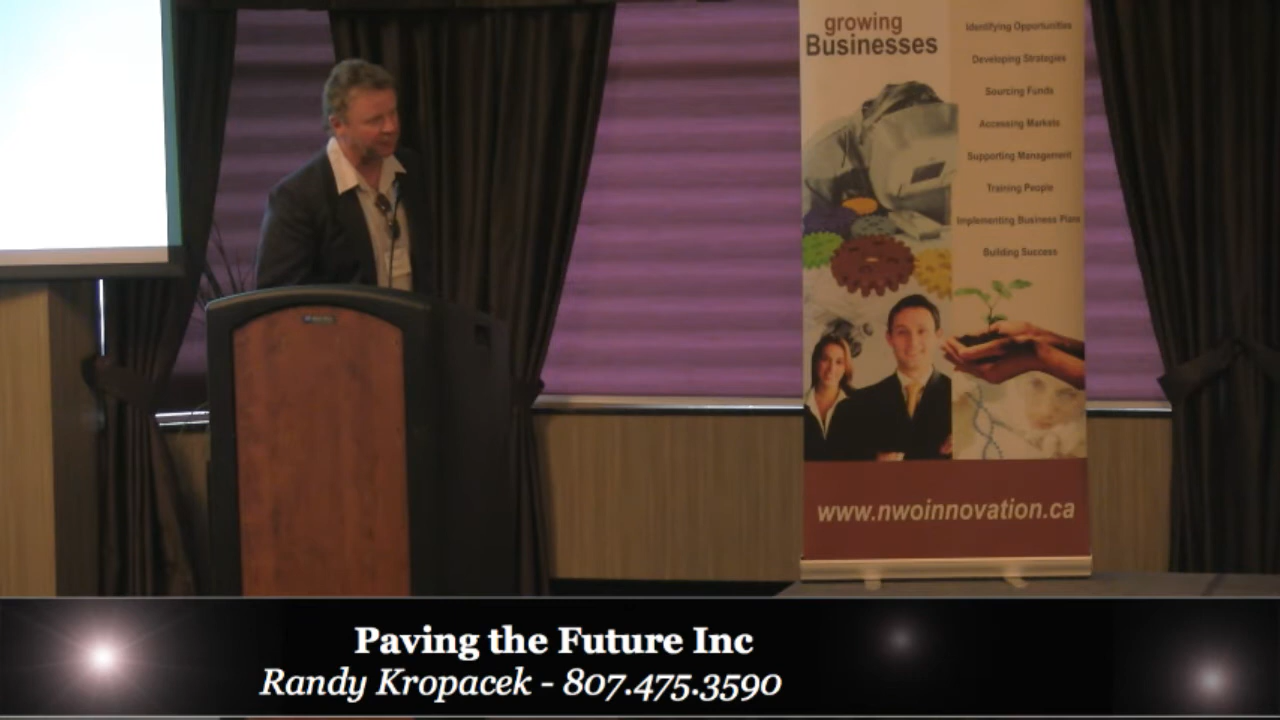 growing
Businesses
Identifying Opportunities
Developing Strategies
Sourcing Funds
Accessing Markets
Supporting Management
Training People
Implementing Business Plans
Building Success
www.nwoinnovation.ca
Paving the Future Inc
Randy Kropacek - 807.475.3590